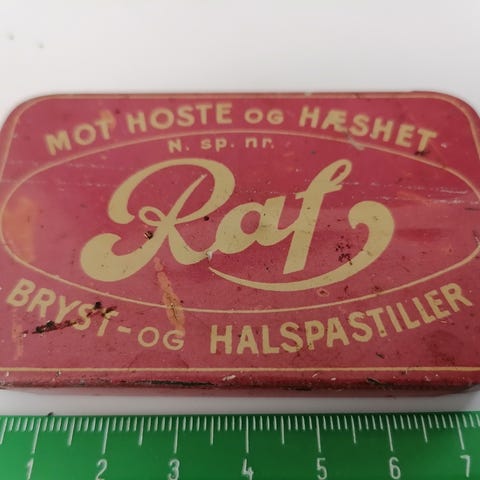 MOT HOSTE OG HÆSHET
N. sp. nr.
Raf
BRYST- OG HALSPASTILLER
1 2 3 4 5 6 7